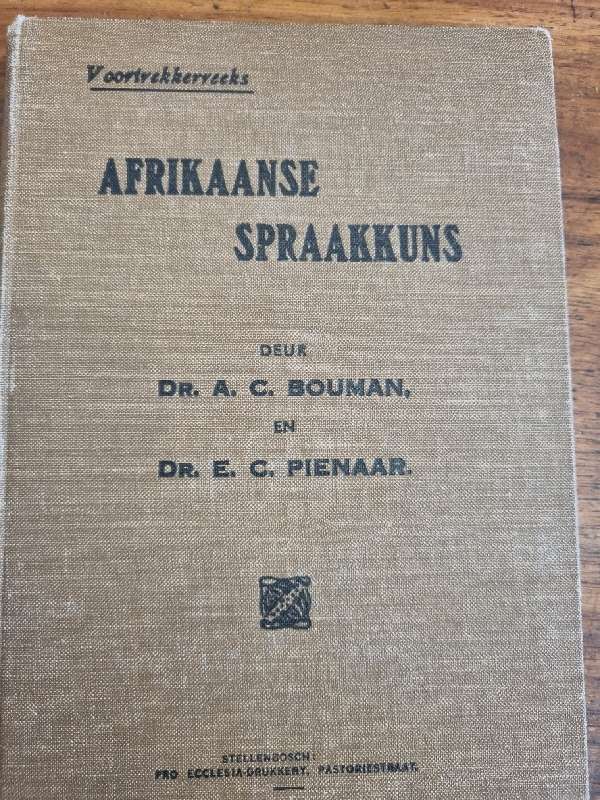 Voortrekkerreeks
AFRIKAANSE
SPRAAKKUNS
DEUR
DR. A. C. BOUMAN,
EN
DR. E. C. PIENAAR.
STELLENBOSCH:
PRO ECCLESIA-DRUKKERY, PASTORIESTRAAT.